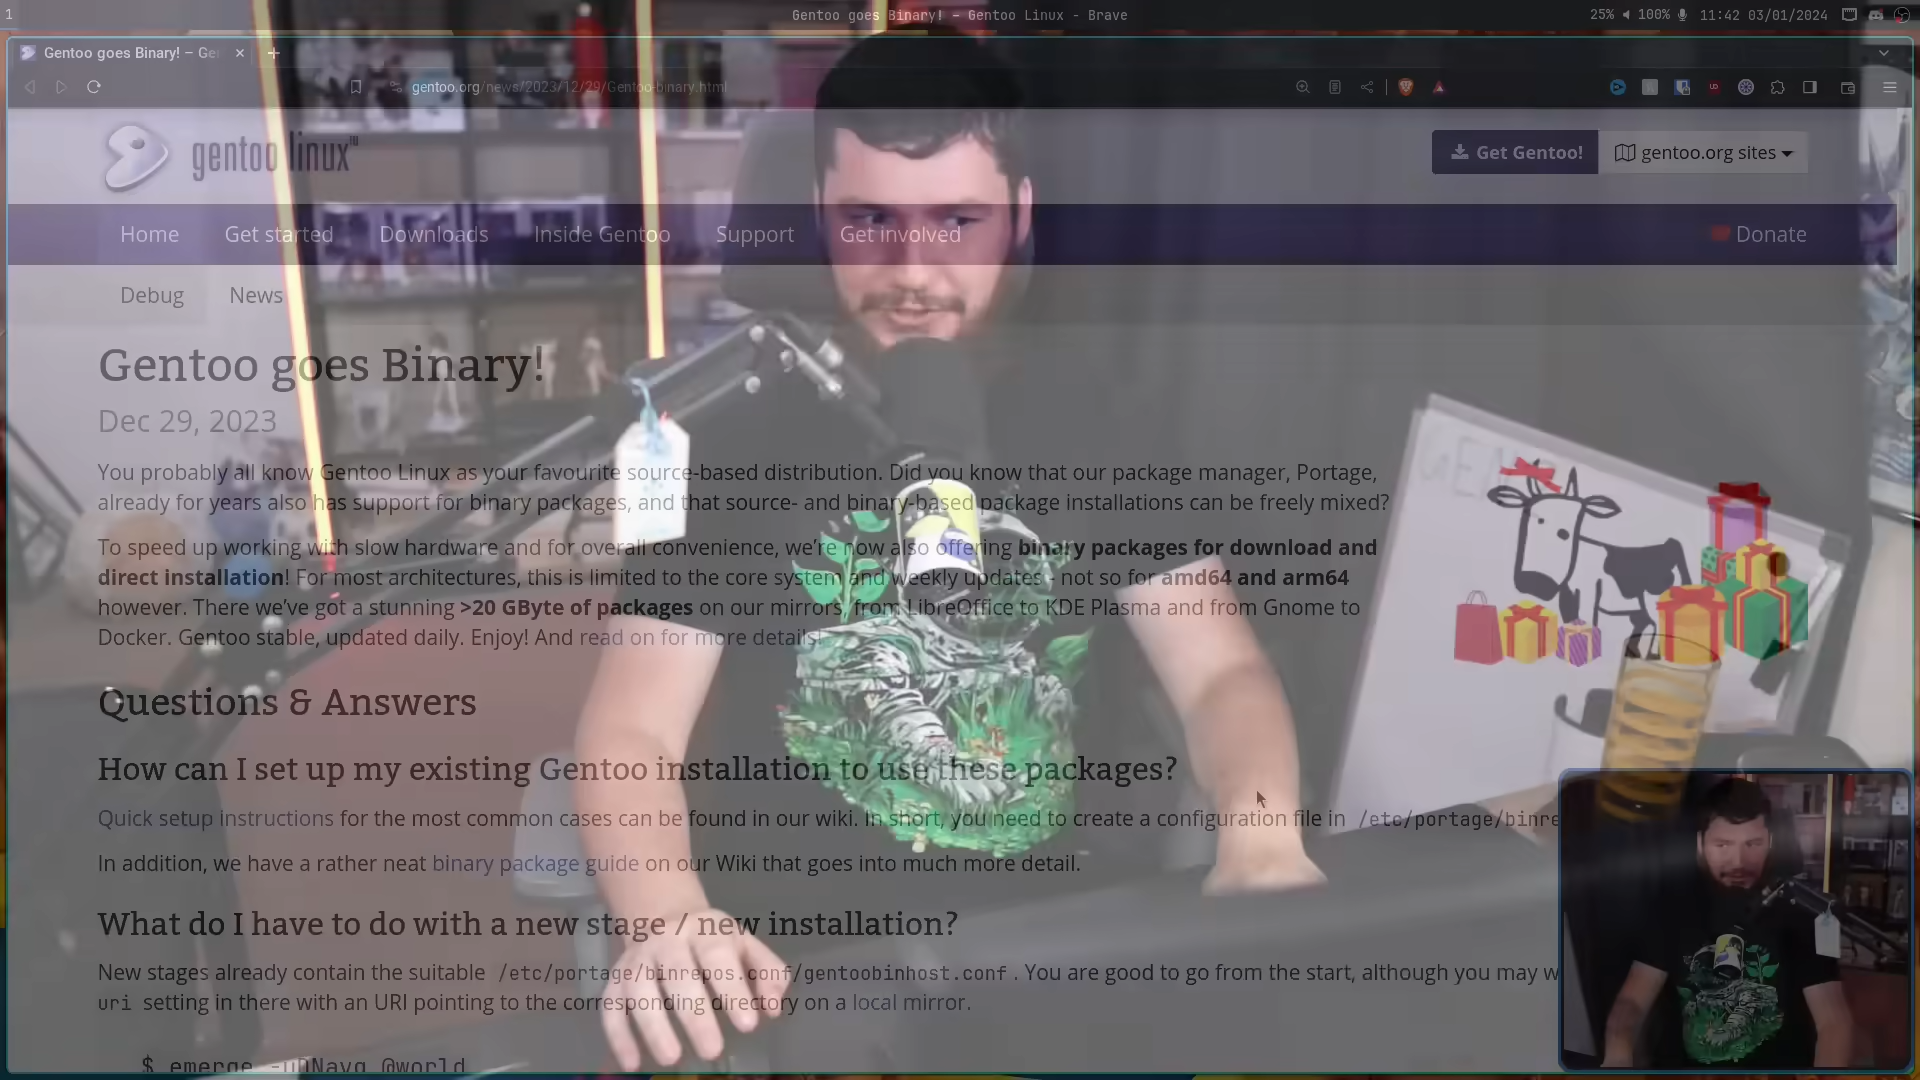 1
Gentoo goes Binary! – Gentoo Linux - Brave
25% 100% 11:42 03/01/2024
Gentoo goes Binary! – Ge
gentoo.org/news/2023/12/29/Gentoo-binary.html
gentoo linux™
Get Gentoo!
gentoo.org sites
Home Get started Downloads Inside Gentoo Support Get involved Donate
Debug News
Gentoo goes Binary!
Dec 29, 2023
You probably all know Gentoo Linux as your favourite source-based distribution. Did you know that our package manager, Portage,
already for years also has support for binary packages, and that source- and binary-based package installations can be freely mixed?
To speed up working with slow hardware and for overall convenience, we’re now also offering binary packages for download and
direct installation! For most architectures, this is limited to the core system and weekly updates - not so for amd64 and arm64
however. There we’ve got a stunning >20 GByte of packages on our mirrors, from LibreOffice to KDE Plasma and from Gnome to
Docker. Gentoo stable, updated daily. Enjoy! And read on for more details!
Questions & Answers
How can I set up my existing Gentoo installation to use these packages?
Quick setup instructions for the most common cases can be found in our wiki. In short, you need to create a configuration file in /etc/portage/binre
In addition, we have a rather neat binary package guide on our Wiki that goes into much more detail.
What do I have to do with a new stage / new installation?
New stages already contain the suitable /etc/portage/binrepos.conf/gentoobinhost.conf . You are good to go from the start, although you may w
uri setting in there with an URI pointing to the corresponding directory on a local mirror.
$ emerge -uDNavg @world